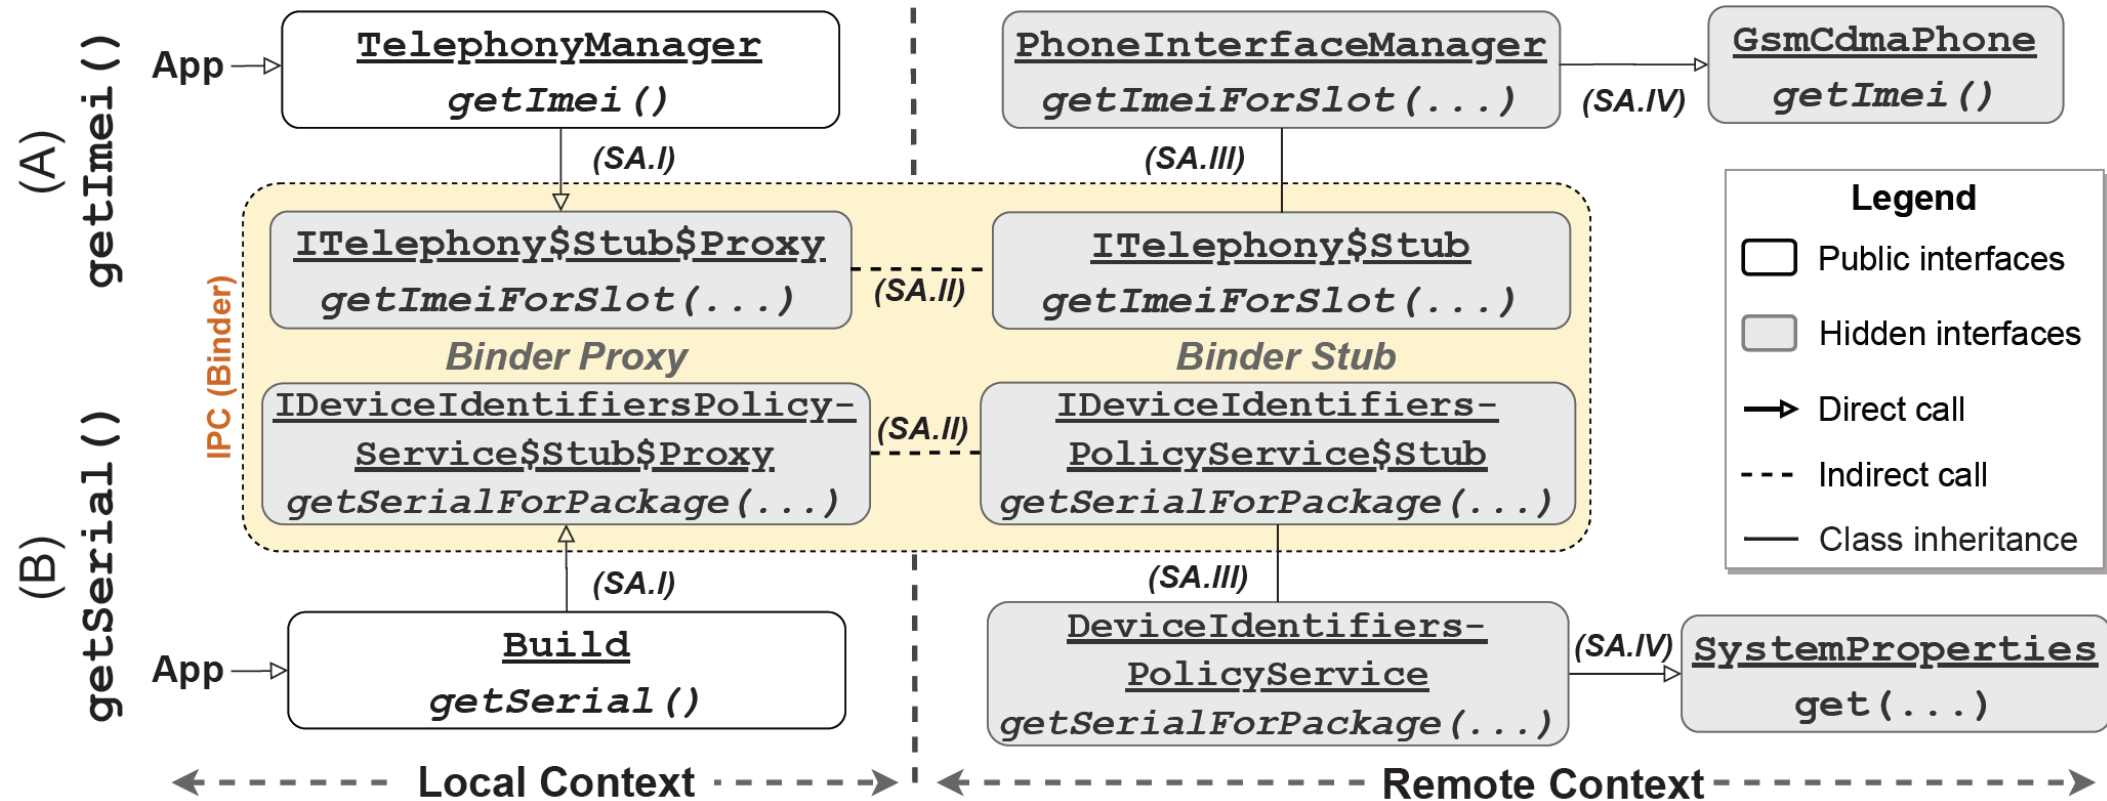 (A)
getImei()
App
TelephonyManager
getImei()
(SA.I)
PhoneInterfaceManager
getImeiForSlot(...)
(SA.III)
(SA.IV)
GsmCdmaPhone
getImei()
IPC (Binder)
ITelephony$Stub$Proxy
getImeiForSlot(...)
(SA.II)
ITelephony$Stub
getImeiForSlot(...)
Binder Proxy
Binder Stub
IDeviceIdentifiersPolicy-
Service$Stub$Proxy
getSerialForPackage(...)
(SA.II)
IDeviceIdentifiers-
PolicyService$Stub
getSerialForPackage(...)
Legend
Public interfaces
Hidden interfaces
Direct call
Indirect call
Class inheritance
(B)
getSerial()
(SA.I)
App
Build
getSerial()
(SA.III)
DeviceIdentifiers-
PolicyService
getSerialForPackage(...)
(SA.IV)
SystemProperties
get(...)
Local Context
Remote Context